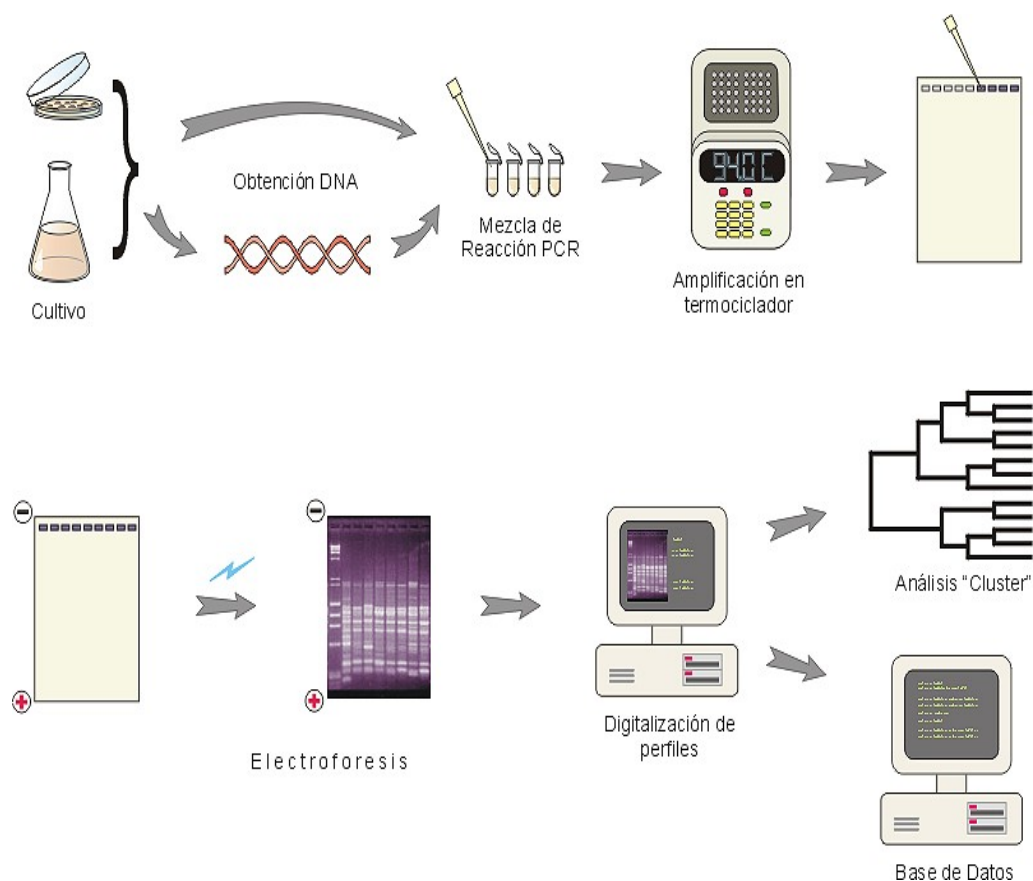 Obtención DNA
Cultivo
Mezcla de
Reacción PCR
94.0C
Amplificación en
termociclador
Electroforesis
Digitalización de
perfiles
Análisis "Cluster"
Base de Datos